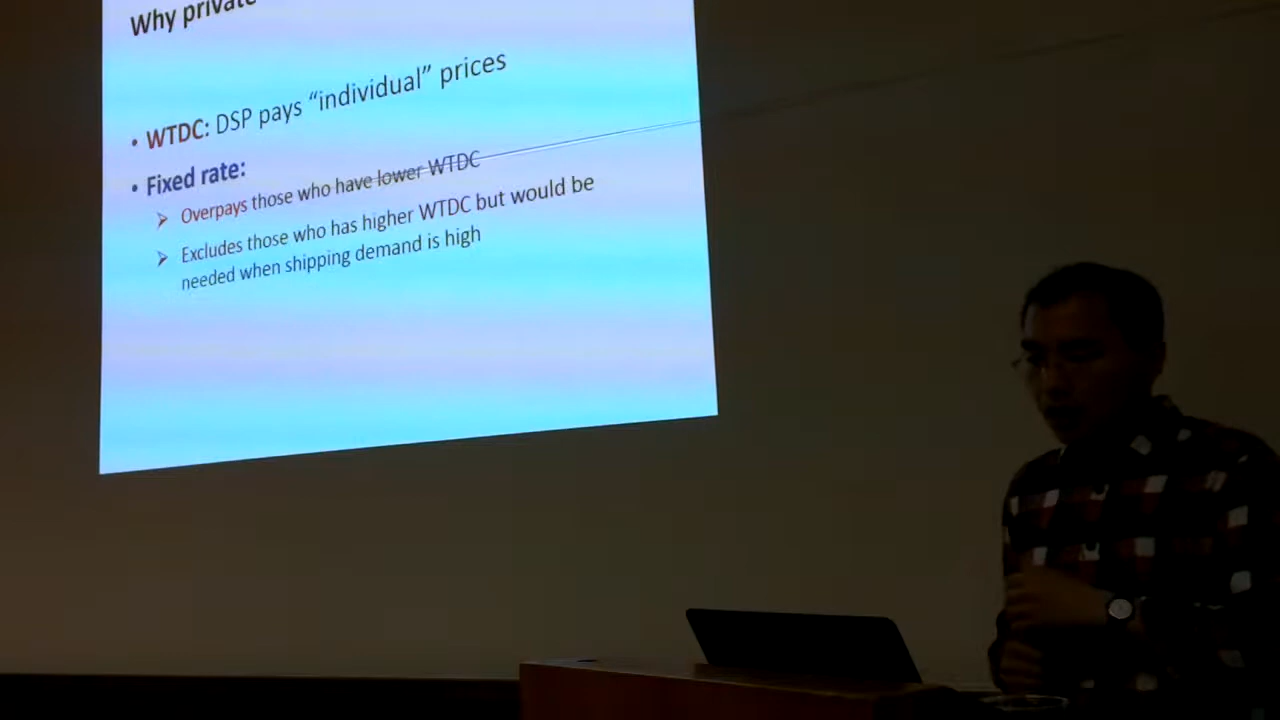 Why private
• WTDC: DSP pays “individual” prices
• Fixed rate:
➢ Overpays those who have lower WTDC
➢ Excludes those who has higher WTDC but would be
needed when shipping demand is high